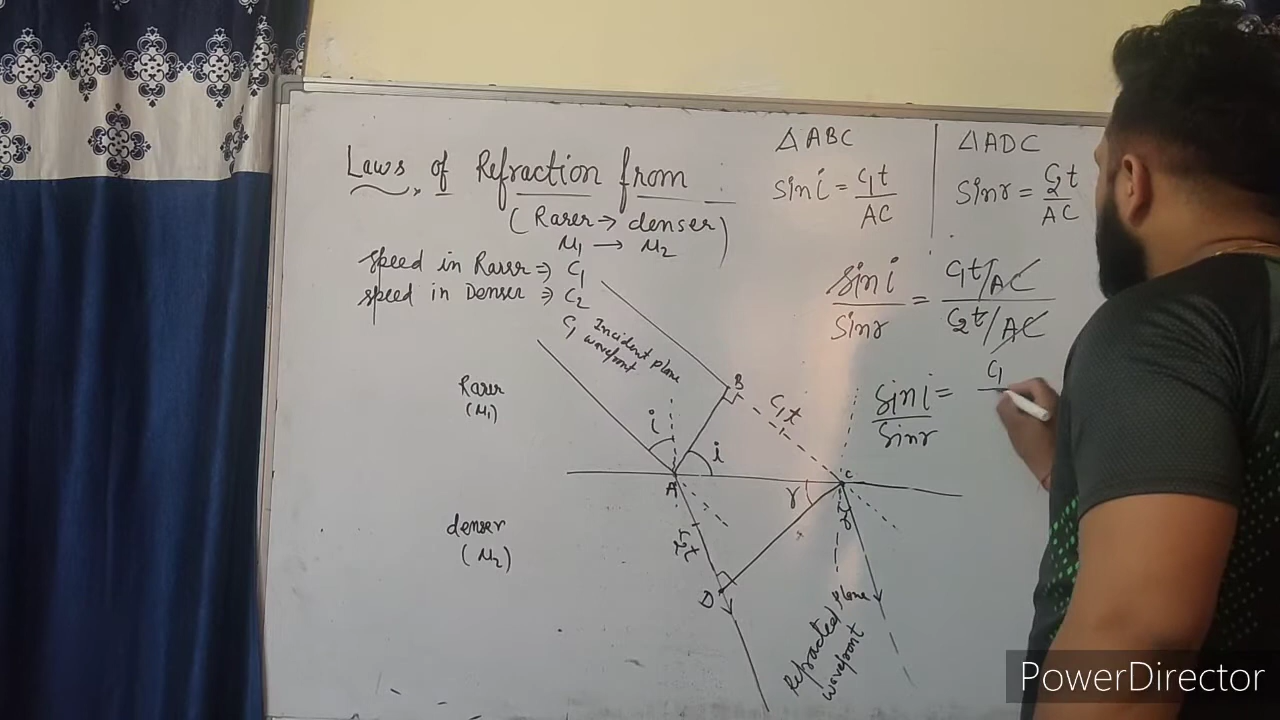 Laws of Refraction from
(Rarer → denser)
μ1 → μ2
speed in Rarer ⇒ C1
speed in Denser ⇒ C2
C1
Incident plane
wavefront
Rarer
(μ1)
denser
(μ2)
i
i
A
B
C1t
C
r
r
C2t
D
Refracted plane
wavefront
△ABC
sin i = C1t/AC
△ADC
sin r = C2t/AC
sin i/sin r = C1t/AC / C2t/AC
sin i/sin r = C1
PowerDirector